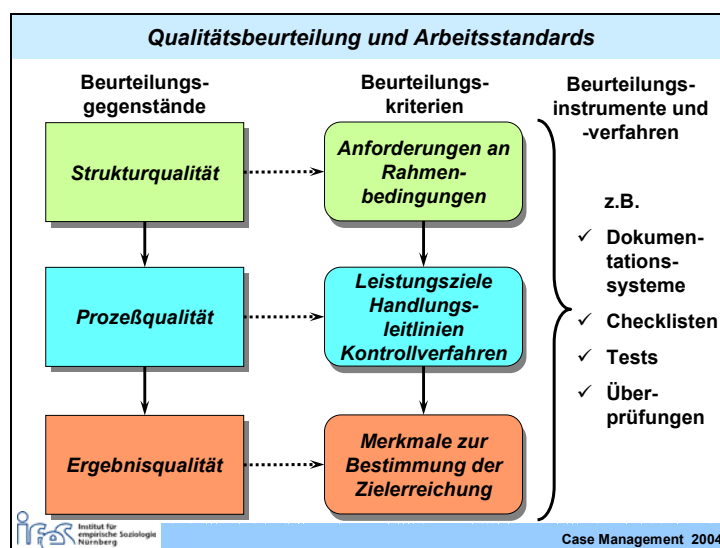 Qualitätsbeurteilung und Arbeitsstandards
Beurteilungs-
gegenstände
Beurteilungs-
kriterien
Beurteilungs-
instrumente und
-verfahren
Strukturqualität
Anforderungen an
Rahmen-
bedingungen
Prozeßqualität
Leistungsziele
Handlungs-
leitlinien
Kontrollverfahren
Ergebnisqualität
Merkmale zur
Bestimmung der
Zielerreichung
z.B.
✓ Dokumen-
tations-
systeme
✓ Checklisten
✓ Tests
✓ Über-
prüfungen
ifes
Institut für
empirische Soziologie
Nürnberg
Case Management 2004